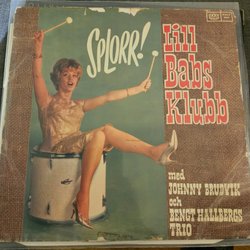 SPLORR!
Lill
Babs
Klubb
med
JOHNNY BRUDVIK
och
BENGT HALLBERGS
TRIO